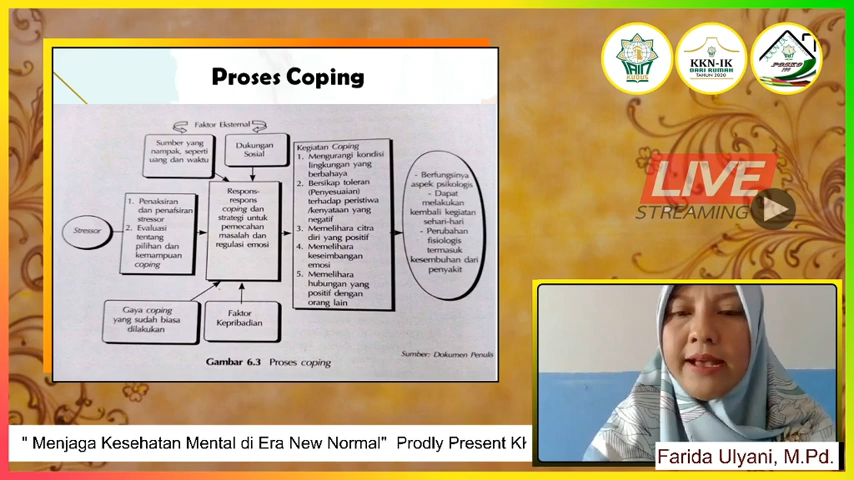 Proses Coping
Faktor Eksternal
Sumber yang
nampak, seperti
uang dan waktu
Dukungan
Sosial
Stressor
1. Penaksiran
dan penafsiran
stressor
2. Evaluasi
tentang
pilihan dan
kemampuan
coping
Respons-
respons
coping dan
strategi untuk
pemecahan
masalah dan
regulasi emosi
Kegiatan Coping
1. Mengurangi kondisi
lingkungan yang
berbahaya
2. Bersikap toleran
(Penyesuaian)
terhadap peristiwa
/kenyataan yang
negatif
3. Memelihara citra
diri yang positif
4. Memelihara
keseimbangan
emosi
5. Memelihara
hubungan yang
positif dengan
orang lain
- Berfungsinya
aspek psikologis
- Dapat
melakukan
kembali kegiatan
sehari-hari
- Perubahan
fisiologis
termasuk
kesembuhan dari
penyakit
Gaya coping
yang sudah biasa
dilakukan
Faktor
Kepribadian
Gambar 6.3 Proses coping
Sumber: Dokumen Penulis
IAIN
KUDUS
KKN-IK
DARI RUMAH
TAHUN 2020
POSKO
LIVE
STREAMING
" Menjaga Kesehatan Mental di Era New Normal" Prodly Present Kh
Farida Ulyani, M.Pd.